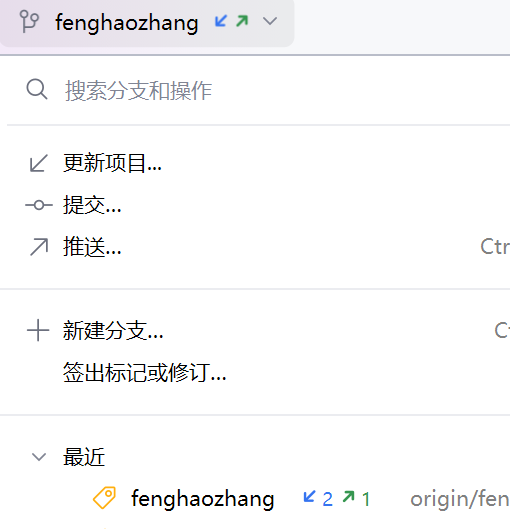 fenghaozhang
搜索分支和操作
更新项目...
提交...
推送... Ctr
新建分支...
签出标记或修订...
最近
fenghaozhang 2 1 origin/fen